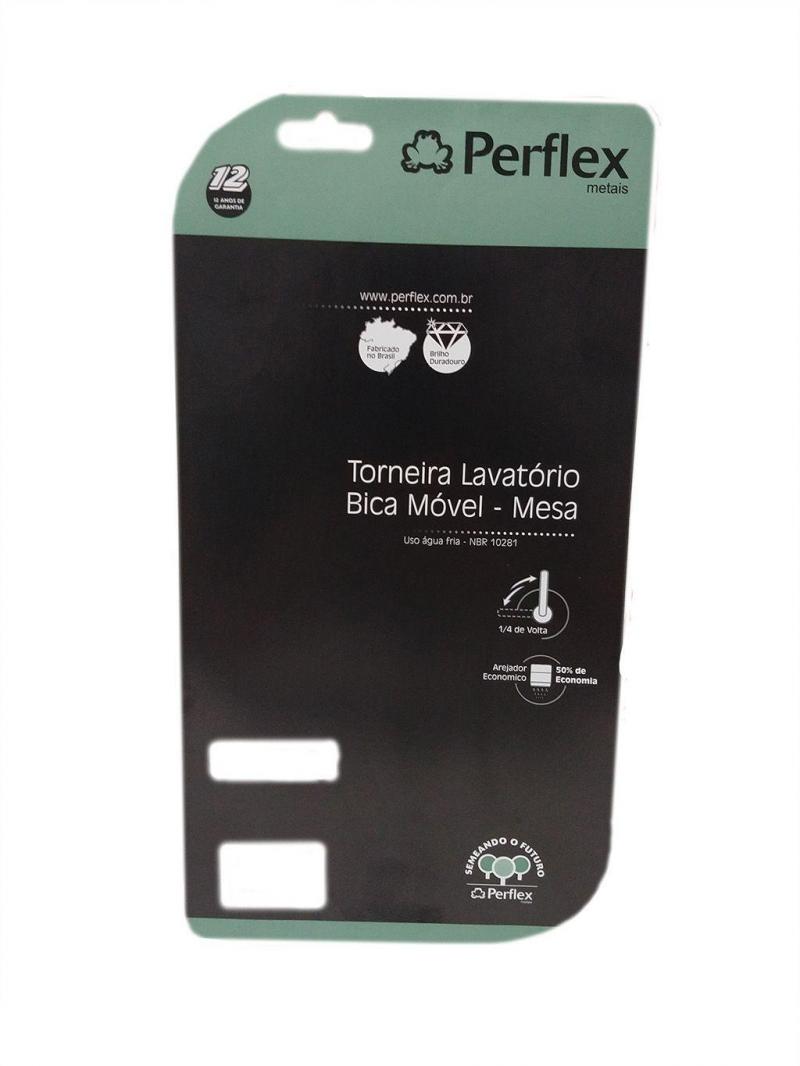 Perflex
metais
12
12 ANOS DE
GARANTIA
www.perflex.com.br
Fabricado
no Brasil
Brilho
Duradouro
Torneira Lavatório
Bica Móvel - Mesa
Uso água fria - NBR 10281
1/4 de Volta
Arejador
Economico
50% de
Economia
SEMEANDO O FUTURO
Perflex
metais